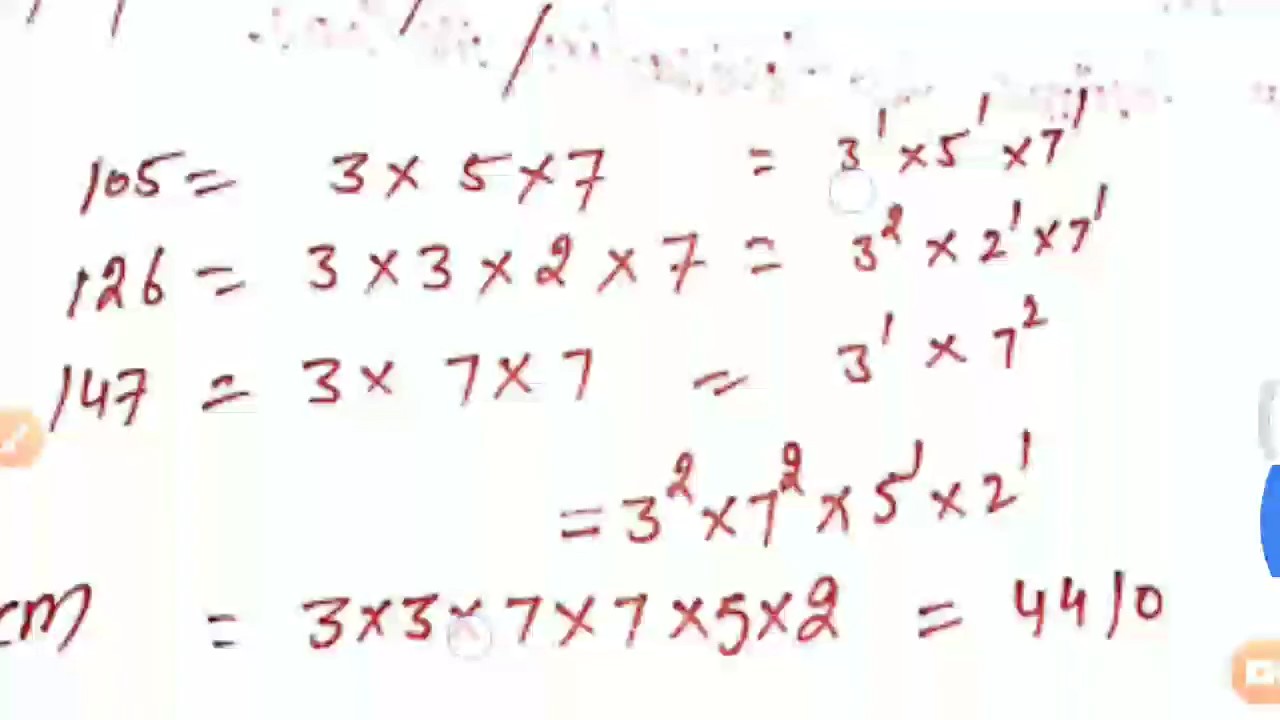 105 = 3 × 5 × 7 = 3¹ × 5¹ × 7¹
126 = 3 × 3 × 2 × 7 = 3² × 2¹ × 7¹
147 = 3 × 7 × 7 = 3¹ × 7²
= 3² × 7² × 5¹ × 2¹
cm = 3 × 3 × 7 × 7 × 5 × 2 = 4410